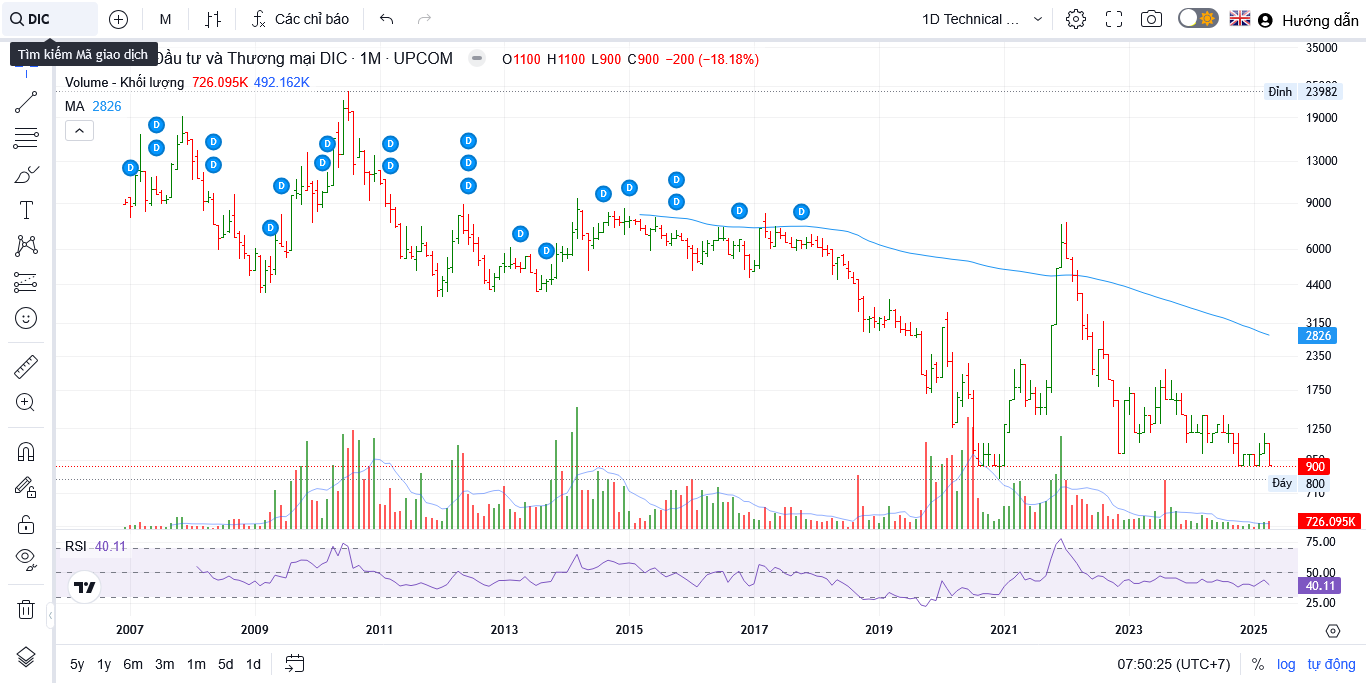 DIC
M
Các chỉ báo
1D Technical ...
Hướng dẫn
Tìm kiếm Mã giao dịch
Đầu tư và Thương mại DIC · 1M · UPCOM
O1100 H1100 L900 C900 −200 (−18.18%)
Volume - Khối lượng 726.095K 492.162K
MA 2826
35000
Đỉnh 23982
19000
13000
9000
6000
4400
3150
2826
2350
1750
1250
900
Đáy 800
710
726.095K
D D D D D D D D D D D D D D D D D D D D D D
RSI 40.11
75.00
50.00
40.11
25.00
2007 2009 2011 2013 2015 2017 2019 2021 2023 2025
5y 1y 6m 3m 1m 5d 1d
07:50:25 (UTC+7)
% log tự động